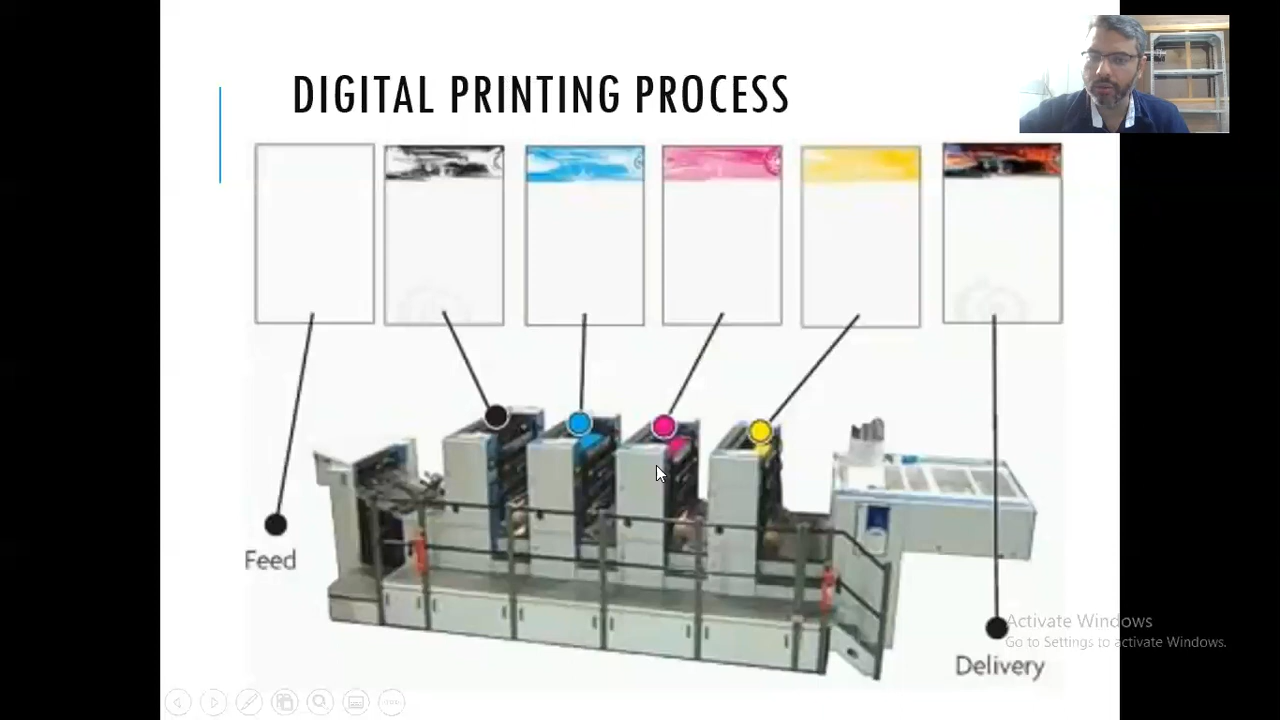 DIGITAL PRINTING PROCESS
Feed
Activate Windows
Go to Settings to activate Windows.
Delivery